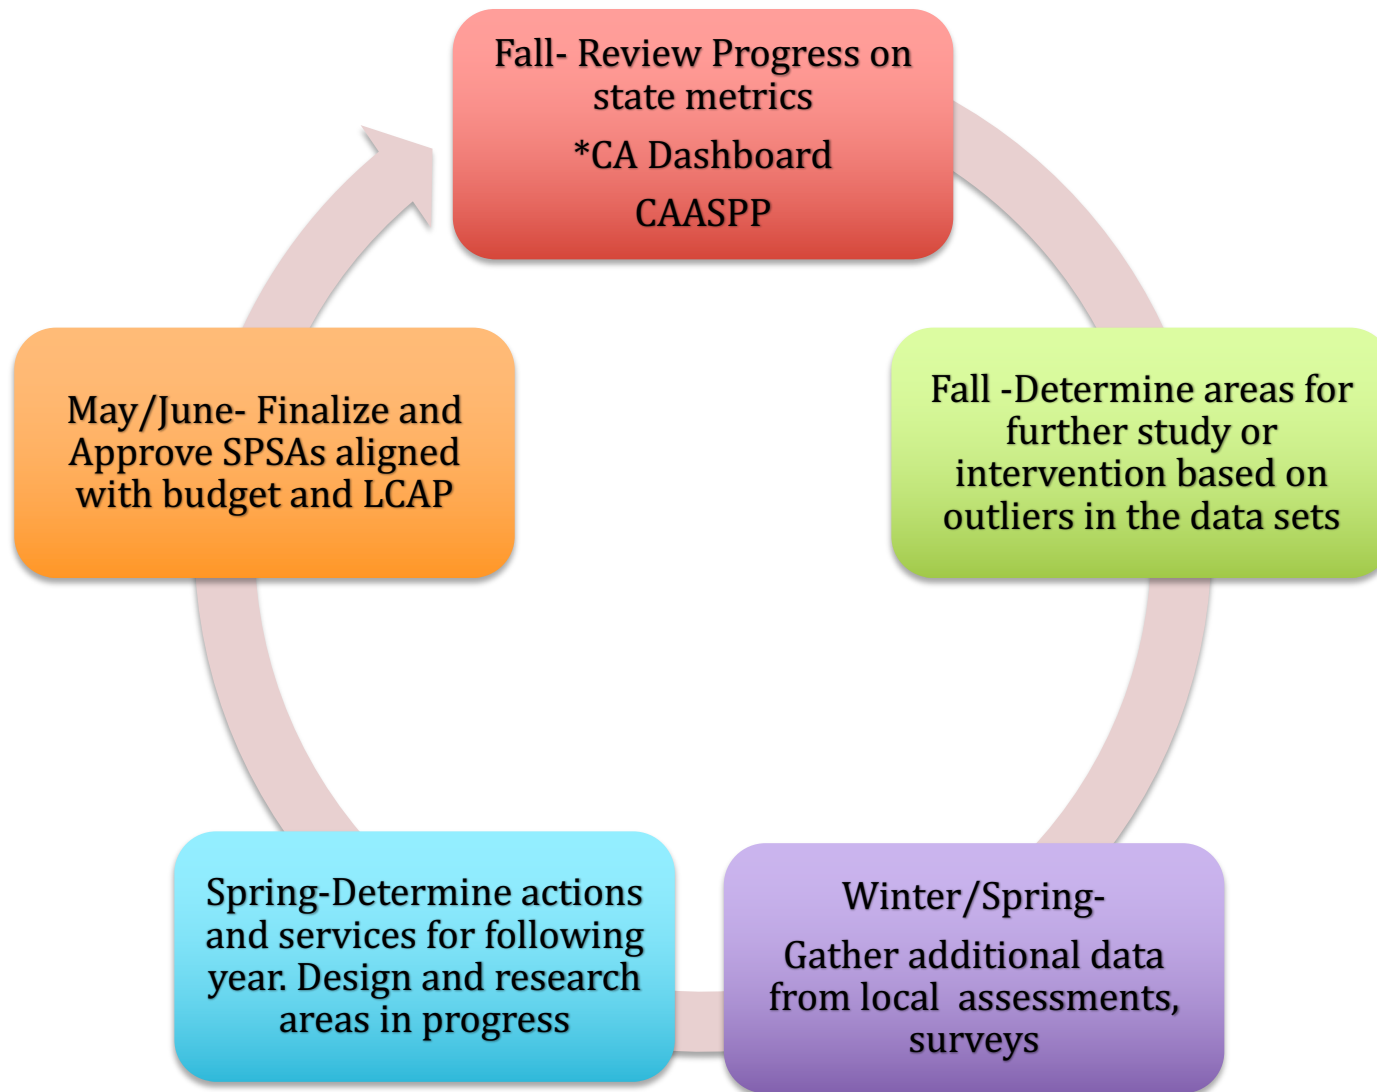 Fall- Review Progress on
state metrics
*CA Dashboard
CAASPP
Fall -Determine areas for
further study or
intervention based on
outliers in the data sets
Winter/Spring-
Gather additional data
from local  assessments,
surveys
Spring-Determine actions
and services for following
year. Design and research
areas in progress
May/June- Finalize and
Approve SPSAs aligned
with budget and LCAP